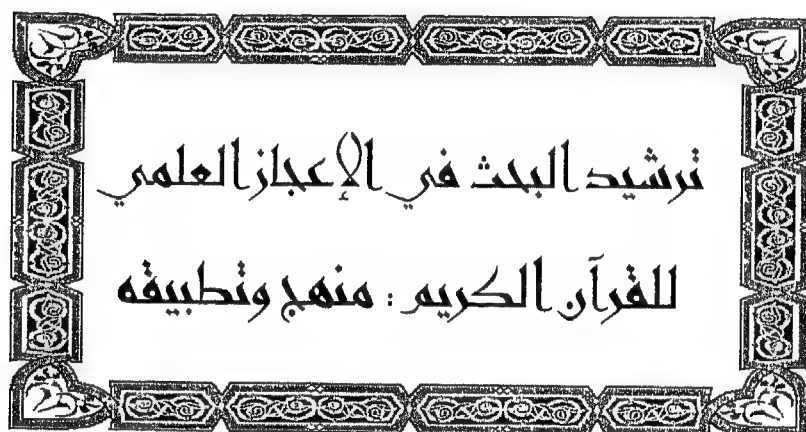 ترشيد البحث في الإعجاز العلمي
للقرآن الكريم : منهج وتطبيقه